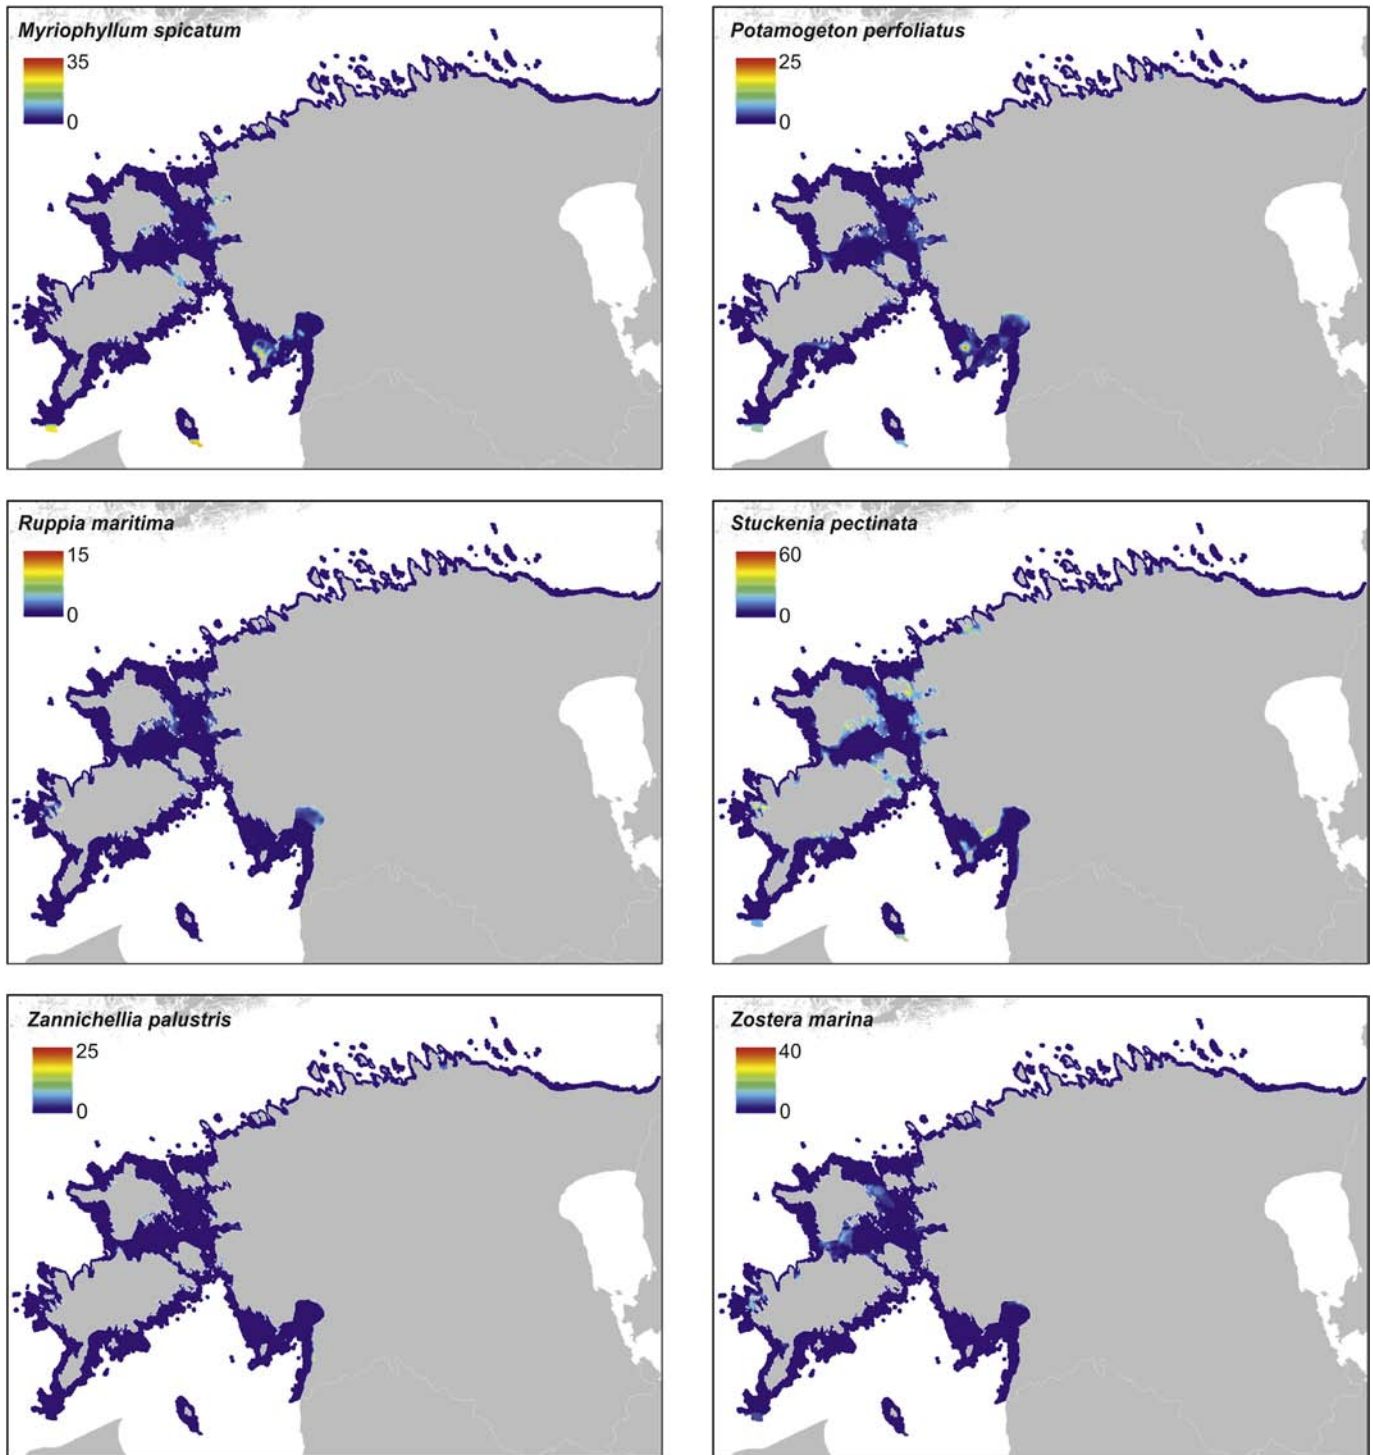 Myriophyllum spicatum
35
0
Potamogeton perfoliatus
25
0
Ruppia maritima
15
0
Stuckenia pectinata
60
0
Zannichellia palustris
25
0
Zostera marina
40
0